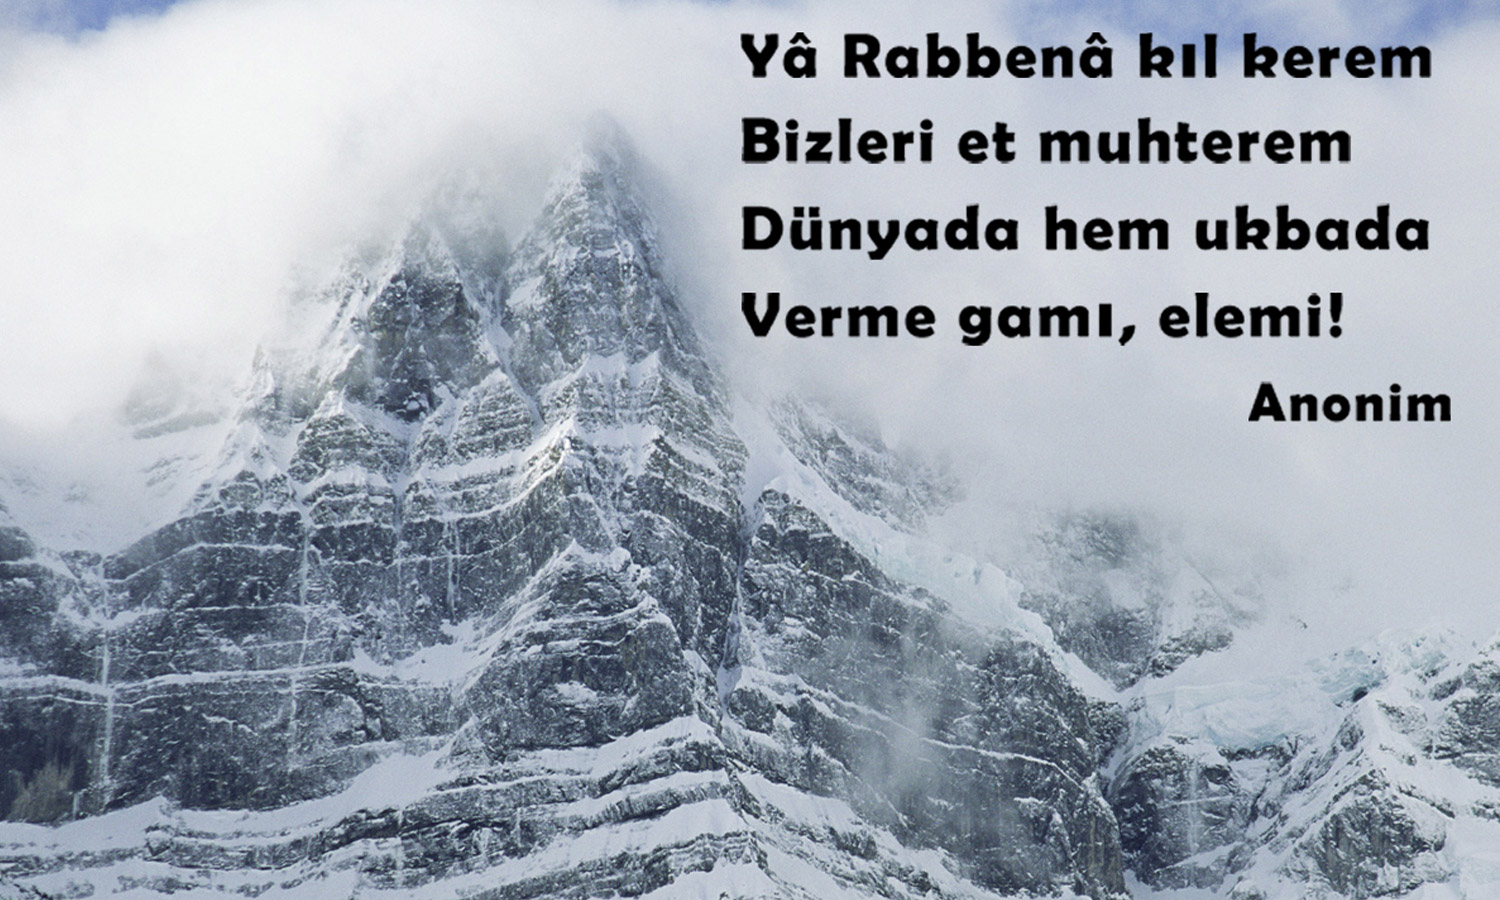 Yâ Rabbenâ kıl kerem
Bizleri et muhterem
Dünyada hem ukbada
Verme gamı, elemi!
Anonim